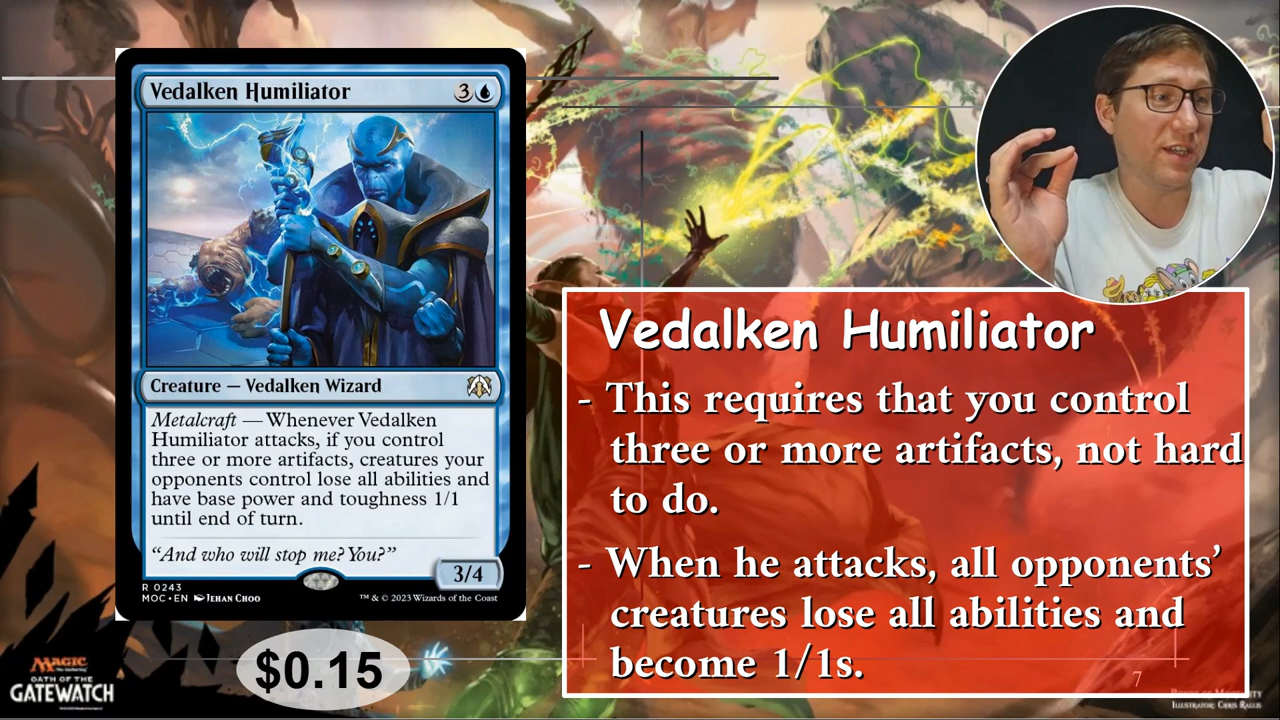 Vedalken Humiliator
3
Creature — Vedalken Wizard
Metalcraft — Whenever Vedalken
Humiliator attacks, if you control
three or more artifacts, creatures your
opponents control lose all abilities and
have base power and toughness 1/1
until end of turn.
“And who will stop me? You?”
3/4
R 0243
MOC • EN JEHAN CHOO
™ & © 2023 Wizards of the Coast
$0.15
Vedalken Humiliator
- This requires that you control
three or more artifacts, not hard
to do.
- When he attacks, all opponents’
creatures lose all abilities and
become 1/1s.
7
MAGIC
OATH OF THE
GATEWATCH
ILLUSTRATOR: CHRIS RALLIS